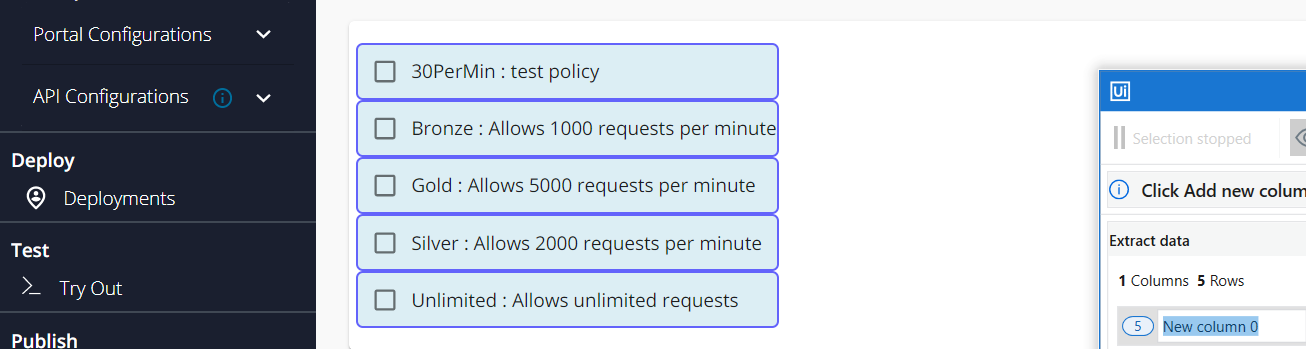 Portal Configurations
API Configurations
Deploy
Deployments
Test
Try Out
Publish
30PerMin : test policy
Bronze : Allows 1000 requests per minute
Gold : Allows 5000 requests per minute
Silver : Allows 2000 requests per minute
Unlimited : Allows unlimited requests
Ui
Selection stopped
Click Add new colum
Extract data
1 Columns 5 Rows
5 New column 0